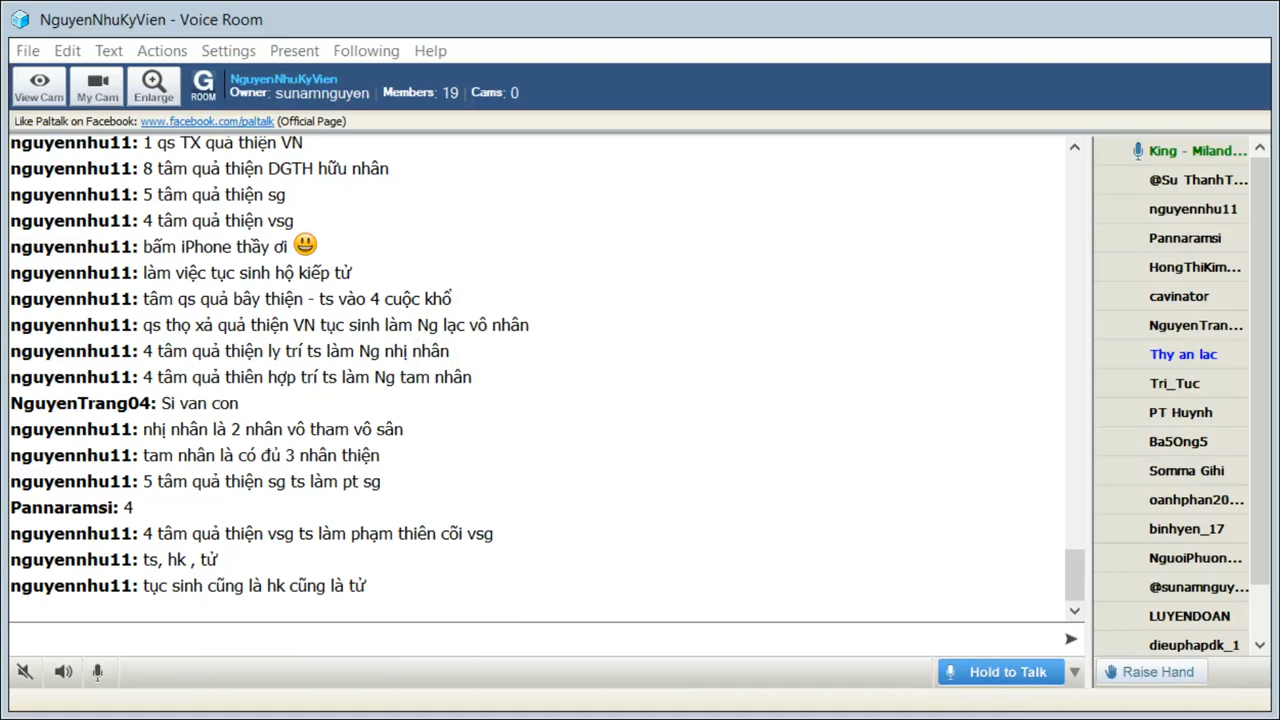 NguyenNhuKyVien - Voice Room
File Edit Text Actions Settings Present Following Help
View Cam
My Cam
Enlarge
G ROOM
NguyenNhuKyVien
Owner: sunamnguyen | Members: 19 | Cams: 0
Like Paltalk on Facebook: www.facebook.com/paltalk (Official Page)
nguyennhu11: 1 qs TX quả thiện VN
nguyennhu11: 8 tâm quả thiện DGTH hữu nhân
nguyennhu11: 5 tâm quả thiện sg
nguyennhu11: 4 tâm quả thiện vsg
nguyennhu11: bấm iPhone thầy ơi 😃
nguyennhu11: làm việc tục sinh hộ kiếp tử
nguyennhu11: tâm qs quả bây thiện - ts vào 4 cuộc khổ
nguyennhu11: qs thọ xả quả thiện VN tục sinh làm Ng lạc vô nhân
nguyennhu11: 4 tâm quả thiện ly trí ts làm Ng nhị nhân
nguyennhu11: 4 tâm quả thiên hợp trí ts làm Ng tam nhân
NguyenTrang04: Si van con
nguyennhu11: nhị nhân là 2 nhân vô tham vô sân
nguyennhu11: tam nhân là có đủ 3 nhân thiện
nguyennhu11: 5 tâm quả thiện sg ts làm pt sg
Pannaramsi: 4
nguyennhu11: 4 tâm quả thiện vsg ts làm phạm thiên cõi vsg
nguyennhu11: ts, hk , tử
nguyennhu11: tục sinh cũng là hk cũng là tử
King - Miland...
@Su ThanhT...
nguyennhu11
Pannaramsi
HongThiKim...
cavinator
NguyenTran...
Thy an lac
Tri_Tuc
PT Huynh
Ba5Ong5
Somma Gihi
oanhphan20...
binhyen_17
NguoiPhuon...
@sunamnguy...
LUYENDOAN
dieuphapdk_1
Hold to Talk
Raise Hand